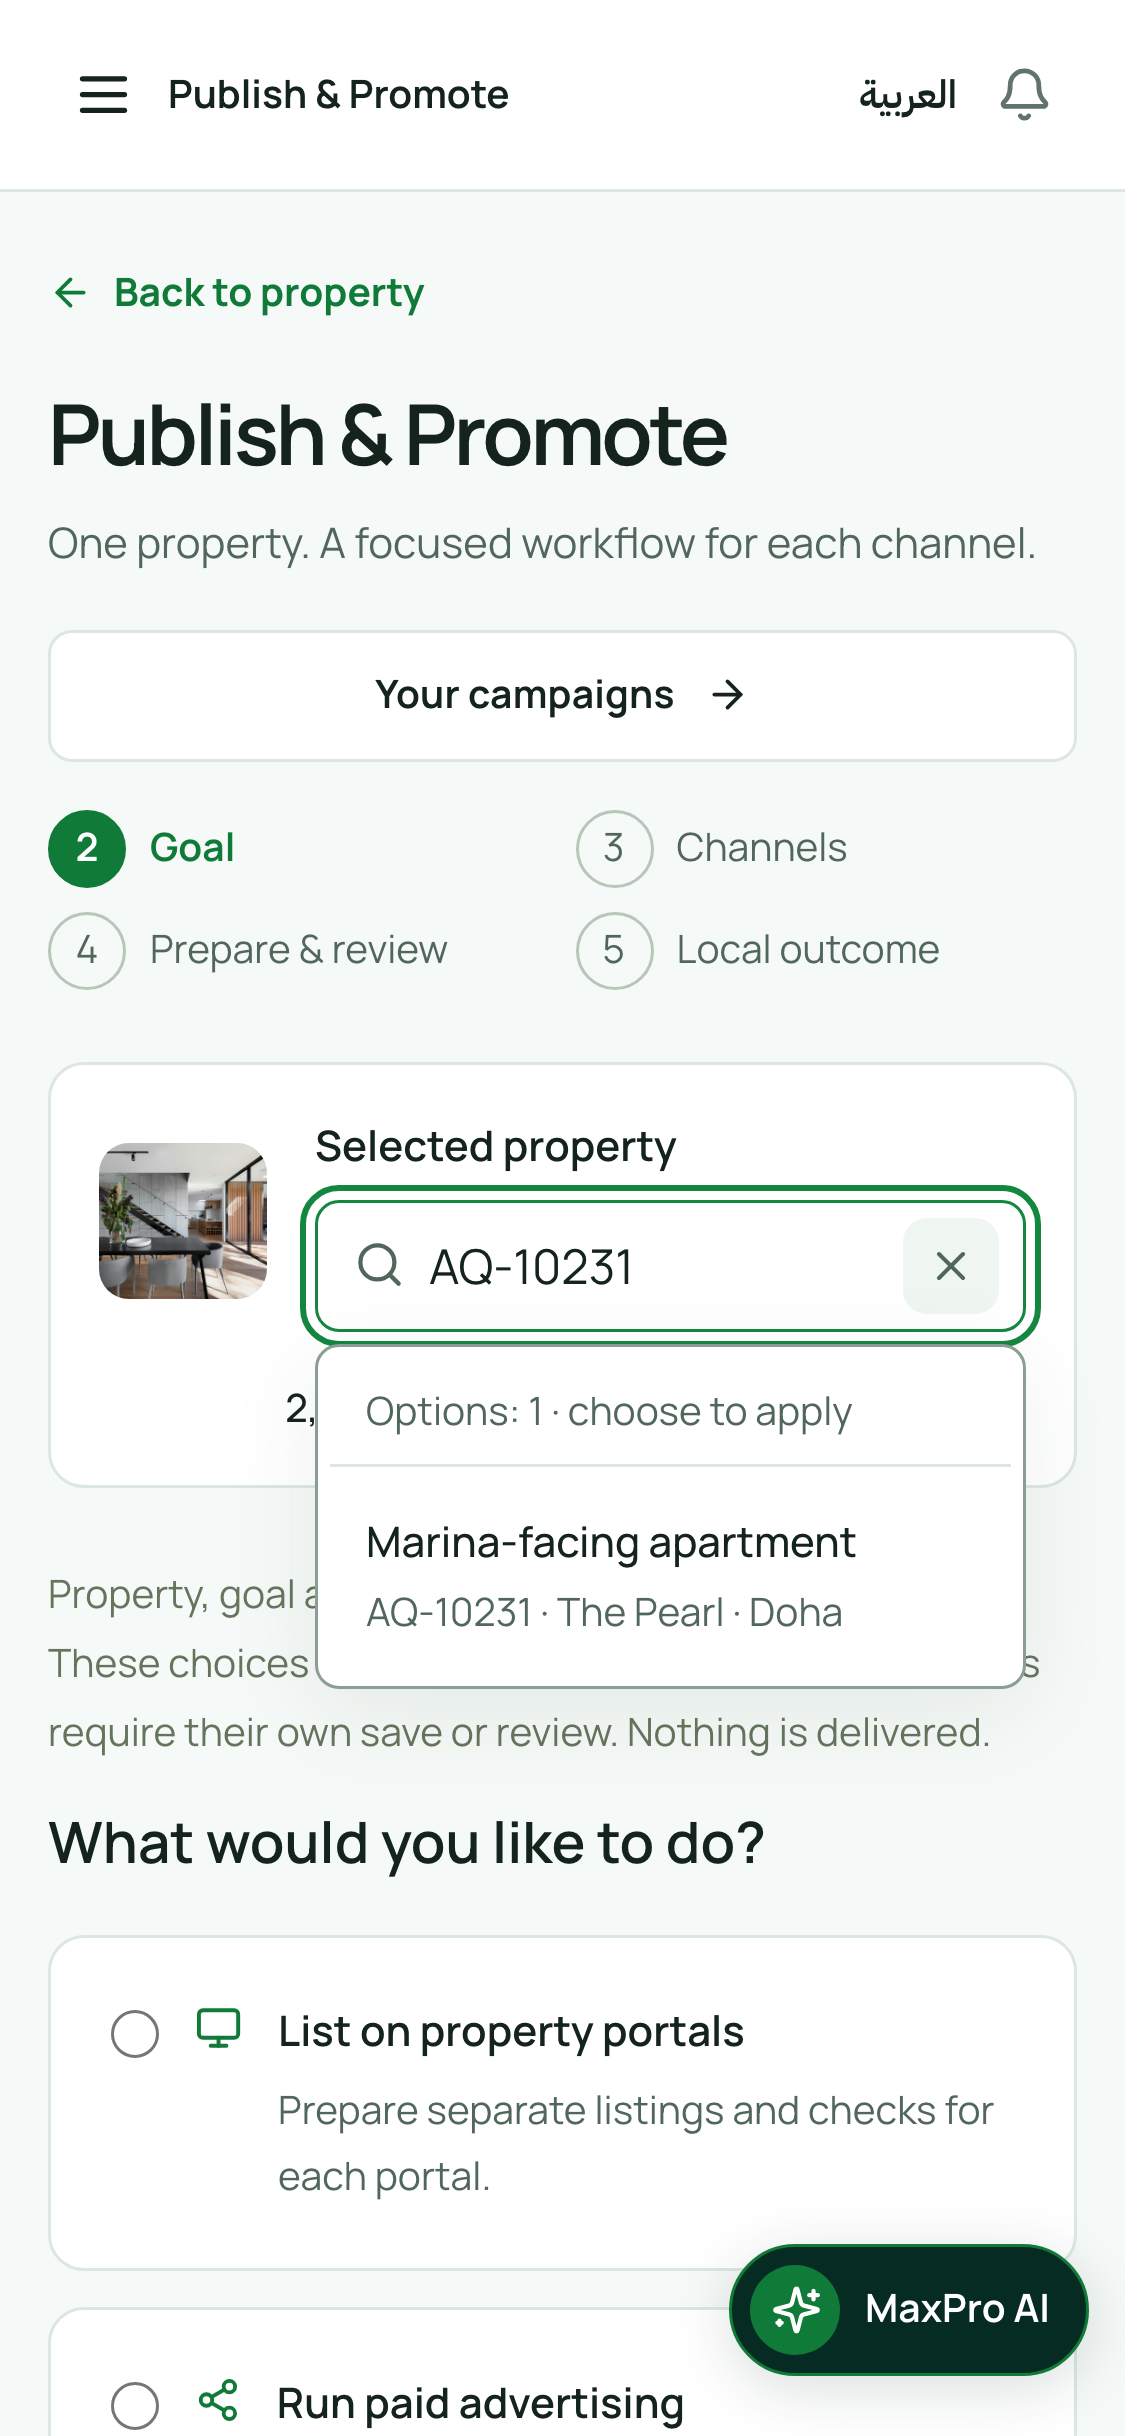 Publish & Promote
العربية
Back to property
Publish & Promote
One property. A focused workflow for each channel.
Your campaigns
2 Goal
3 Channels
4 Prepare & review
5 Local outcome
Selected property
AQ-10231
2,
Options: 1 · choose to apply
Marina-facing apartment
AQ-10231 · The Pearl · Doha
Property, goal
These choices
require their own save or review. Nothing is delivered.
What would you like to do?
List on property portals
Prepare separate listings and checks for
each portal.
MaxPro AI
Run paid advertising